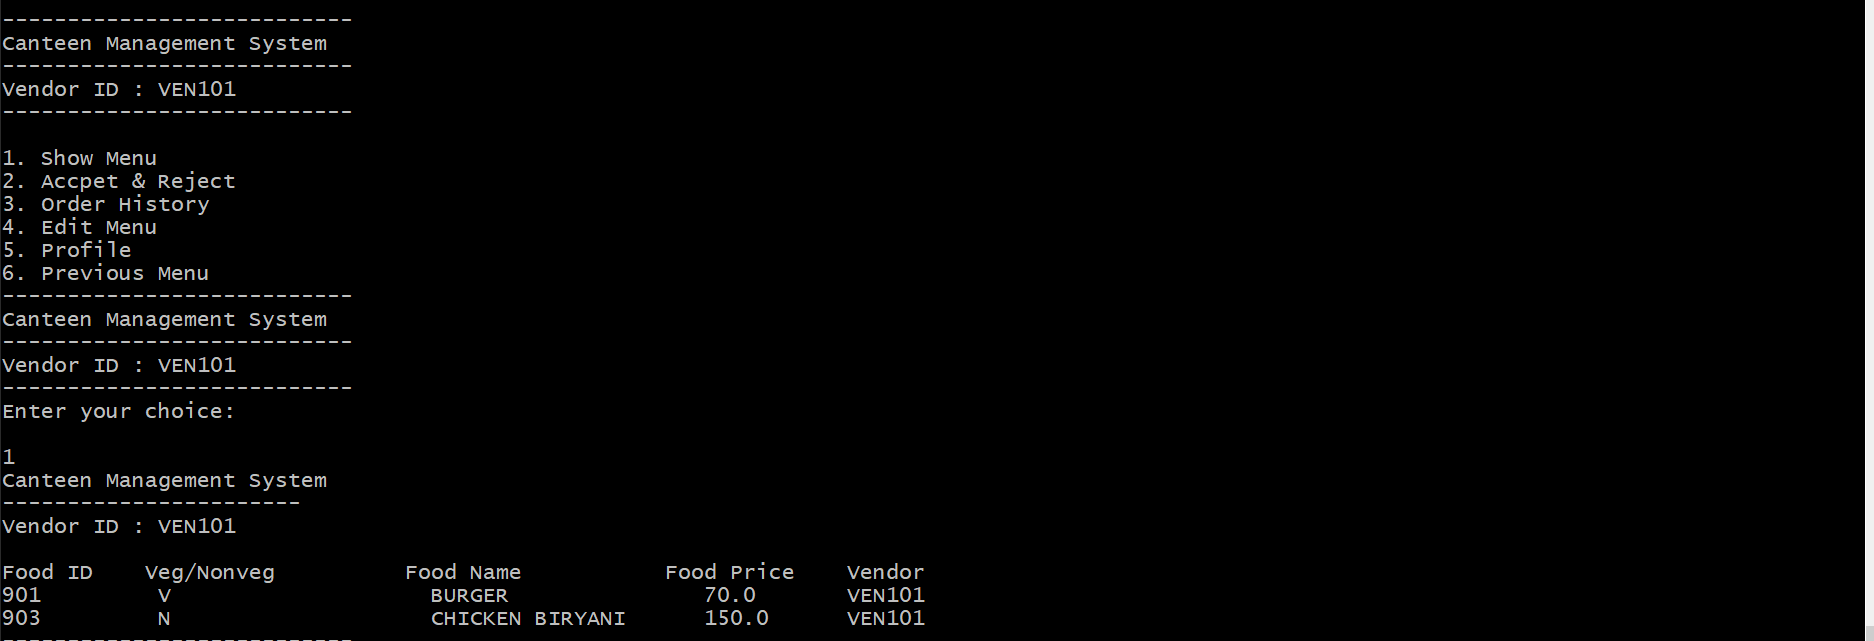 ---------------------------
Canteen Management System
---------------------------
Vendor ID : VEN101
---------------------------
1. Show Menu
2. Accpet & Reject
3. Order History
4. Edit Menu
5. Profile
6. Previous Menu
---------------------------
Canteen Management System
---------------------------
Vendor ID : VEN101
---------------------------
Enter your choice:
1
Canteen Management System
-----------------------
Vendor ID : VEN101
Food ID    Veg/Nonveg          Food Name           Food Price    Vendor
901         V                    BURGER               70.0       VEN101
903         N                    CHICKEN BIRYANI      150.0      VEN101
---------------------------